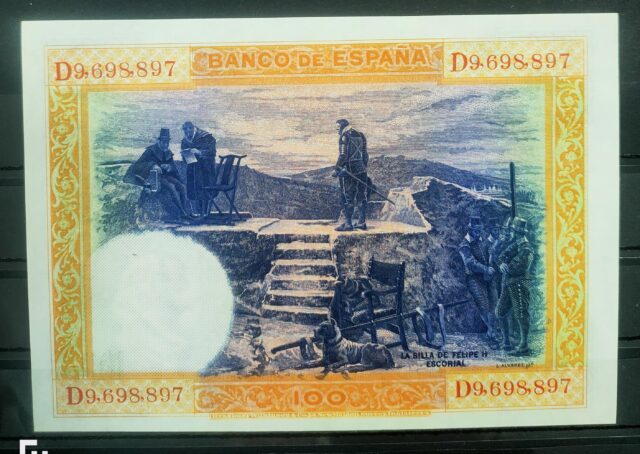 D9,698,897
BANCO DE ESPAÑA
D9,698,897
LA SILLA DE FELIPE II
ESCORIAL
L. ALVAREZ
D9,698,897
100
D9,698,897